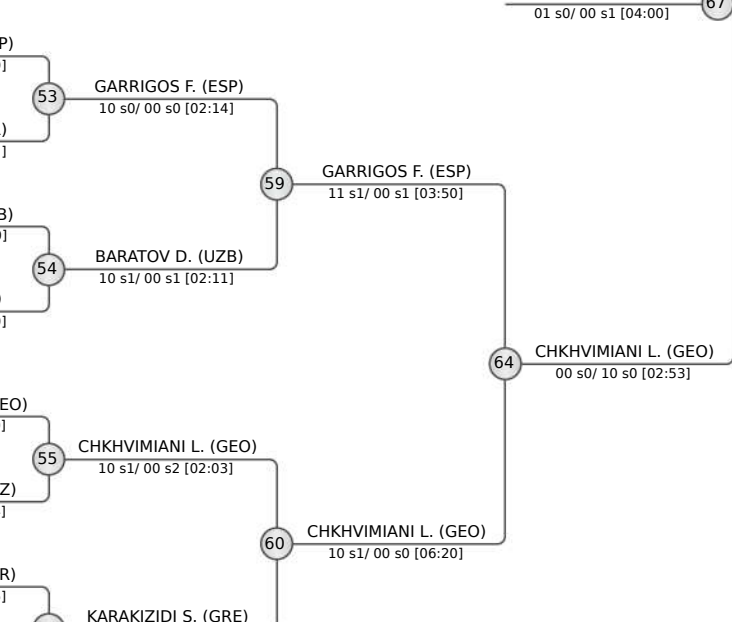 67
01 s0/ 00 s1 [04:00]
P)
]
53
GARRIGOS F. (ESP)
10 s0/ 00 s0 [02:14]
)
]
59
GARRIGOS F. (ESP)
11 s1/ 00 s1 [03:50]
B)
]
54
BARATOV D. (UZB)
10 s1/ 00 s1 [02:11]
)
]
64
CHKHVIMIANI L. (GEO)
00 s0/ 10 s0 [02:53]
EO)
]
55
CHKHVIMIANI L. (GEO)
10 s1/ 00 s2 [02:03]
Z)
]
60
CHKHVIMIANI L. (GEO)
10 s1/ 00 s0 [06:20]
R)
]
KARAKIZIDI S. (GRE)